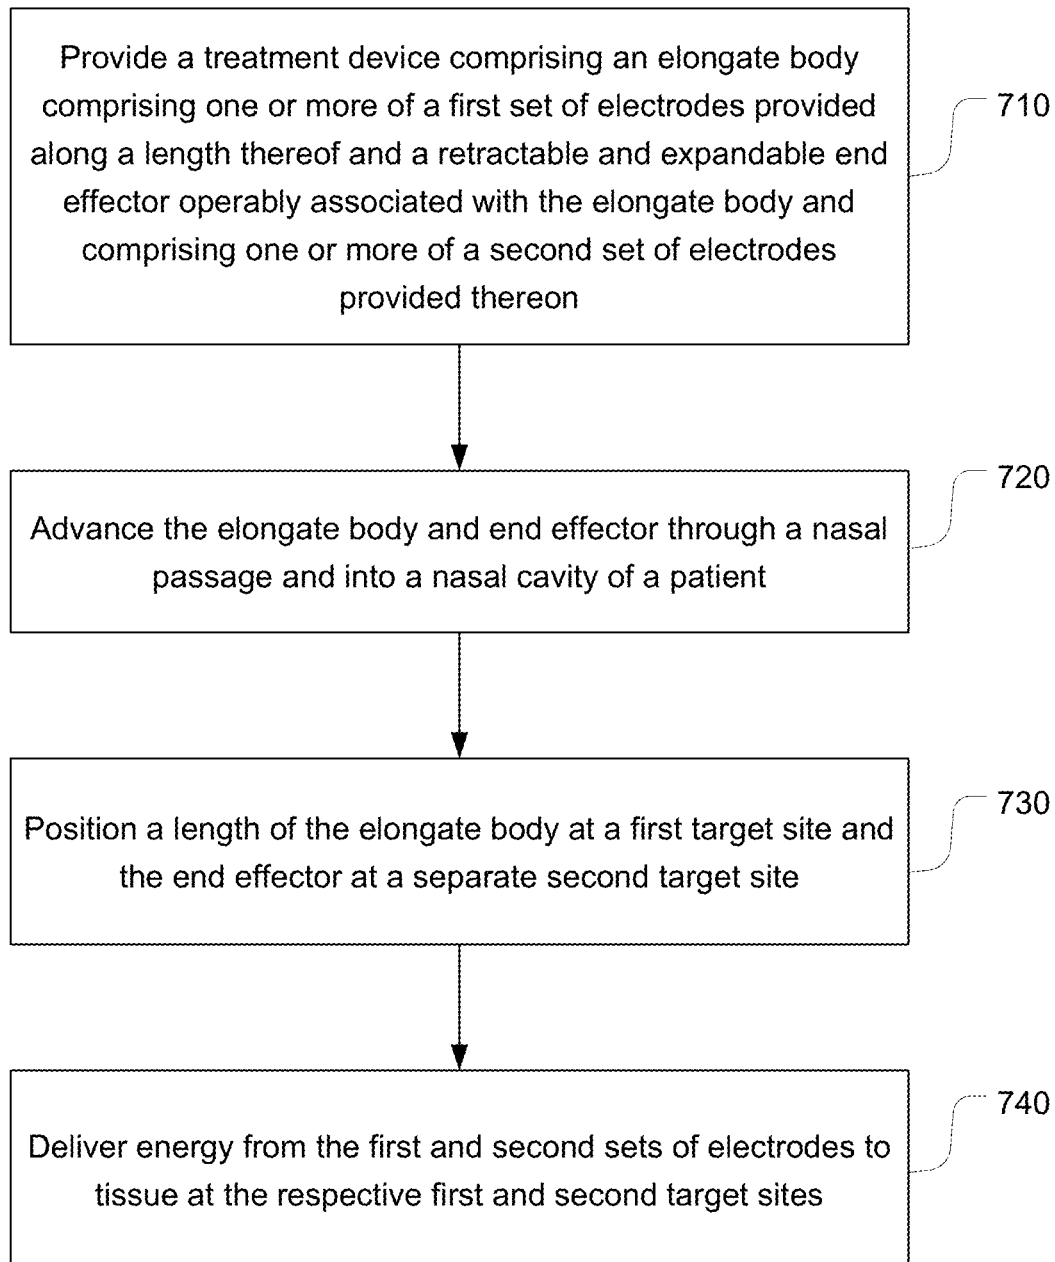 Provide a treatment device comprising an elongate body
comprising one or more of a first set of electrodes provided
along a length thereof and a retractable and expandable end
effector operably associated with the elongate body and
comprising one or more of a second set of electrodes
provided thereon
710
Advance the elongate body and end effector through a nasal
passage and into a nasal cavity of a patient
720
Position a length of the elongate body at a first target site and
the end effector at a separate second target site
730
Deliver energy from the first and second sets of electrodes to
tissue at the respective first and second target sites
740